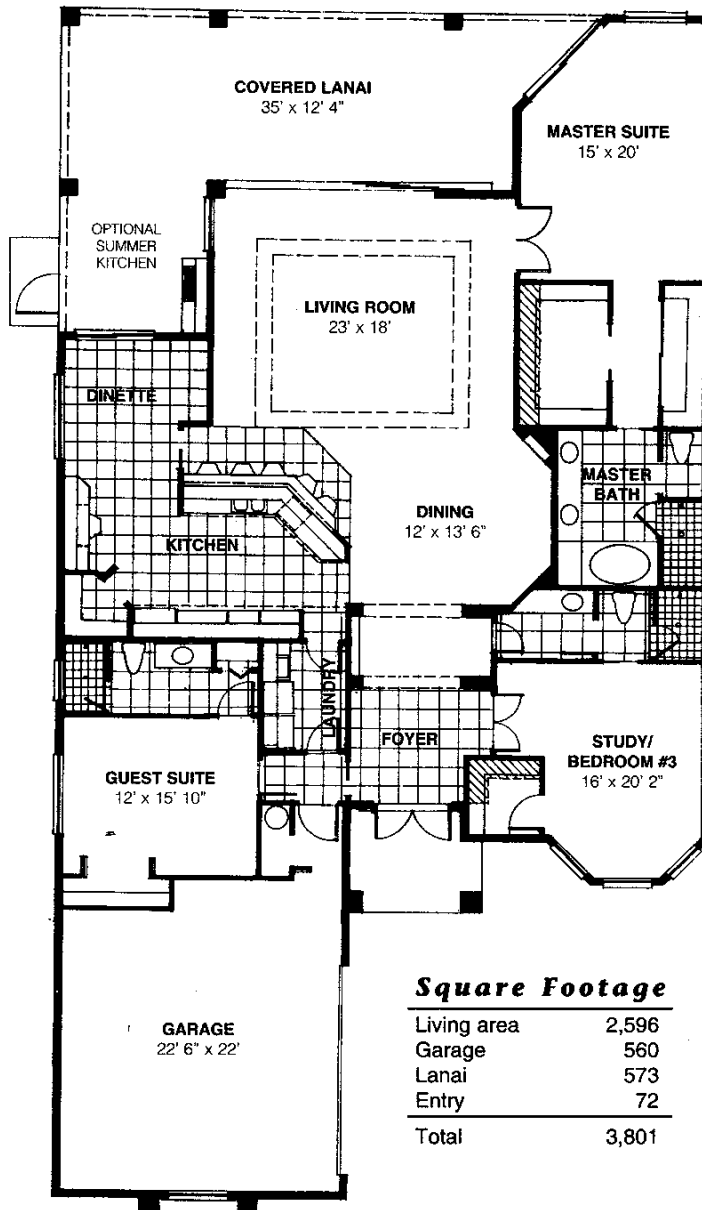 COVERED LANAI
35' x 12' 4"
MASTER SUITE
15' x 20'
OPTIONAL
SUMMER
KITCHEN
LIVING ROOM
23' x 18'
DINETTE
MASTER
BATH
DINING
12' x 13' 6"
KITCHEN
LAUNDRY
FOYER
STUDY/
BEDROOM #3
16' x 20' 2"
GUEST SUITE
12' x 15' 10"
GARAGE
22' 6" x 22'
Square Footage
Living area 2,596
Garage 560
Lanai 573
Entry 72
Total 3,801